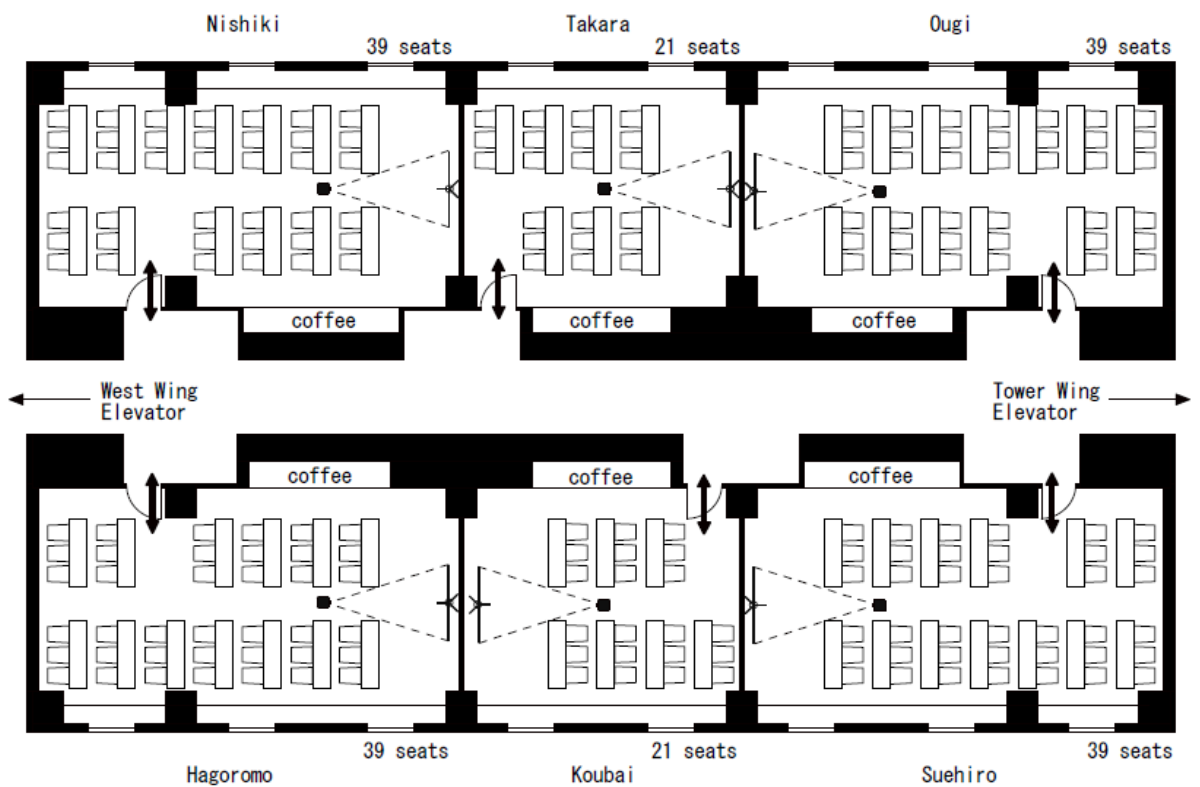 Nishiki
Takara
Ougi
39 seats
21 seats
39 seats
coffee
coffee
coffee
West Wing
Elevator
Tower Wing
Elevator
coffee
coffee
coffee
39 seats
21 seats
39 seats
Hagoromo
Koubai
Suehiro